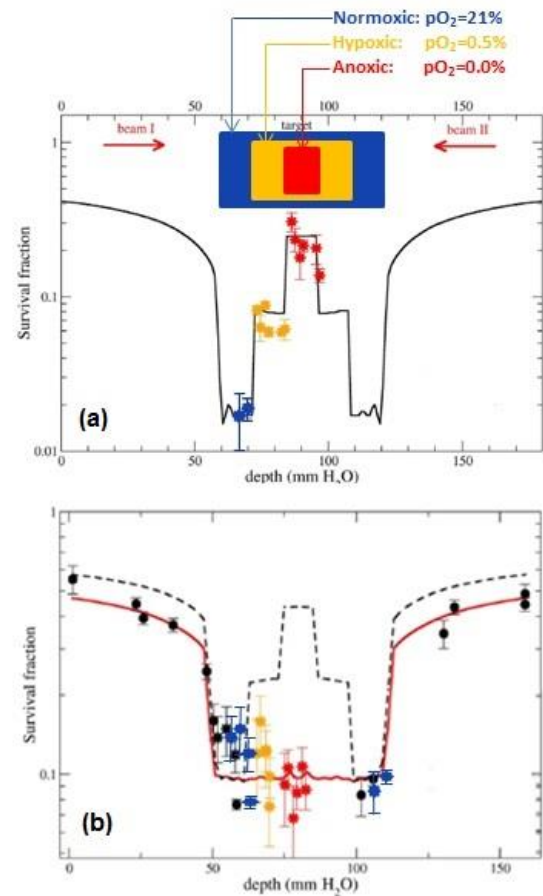 Normoxic: pO₂=21%
Hypoxic: pO₂=0.5%
Anoxic: pO₂=0.0%
0 50 100 150
target
beam I
beam II
1
0.1
0.01
Survival fraction
(a)
0 50 100 150
depth (mm H₂O)
1
0.1
Survival fraction
(b)
0 50 100 150
depth (mm H₂O)